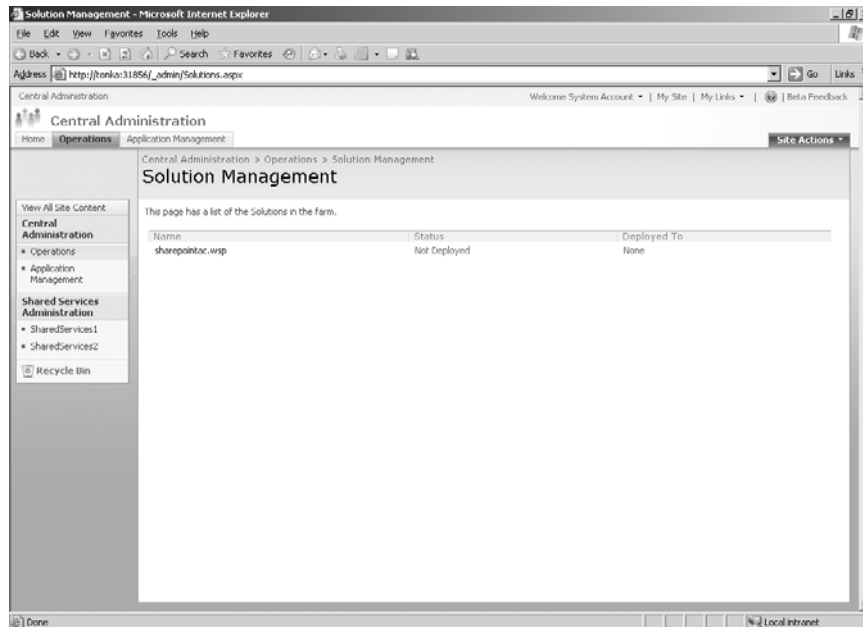 Solution Management - Microsoft Internet Explorer
File Edit View Favorites Tools Help
Back Search Favorites
Address http://tonka:31856/_admin/Solutions.aspx Go Links
Central Administration Welcome System Account | My Site | My Links | | Beta Feedback
Central Administration
Home Operations Application Management Site Actions
Central Administration > Operations > Solution Management
Solution Management
View All Site Content
This page has a list of the Solutions in the farm.
Central Administration
Operations
Application Management
Shared Services Administration
SharedServices1
SharedServices2
Recycle Bin
Name Status Deployed To
sharepointac.wsp Not Deployed None
Done Local intranet